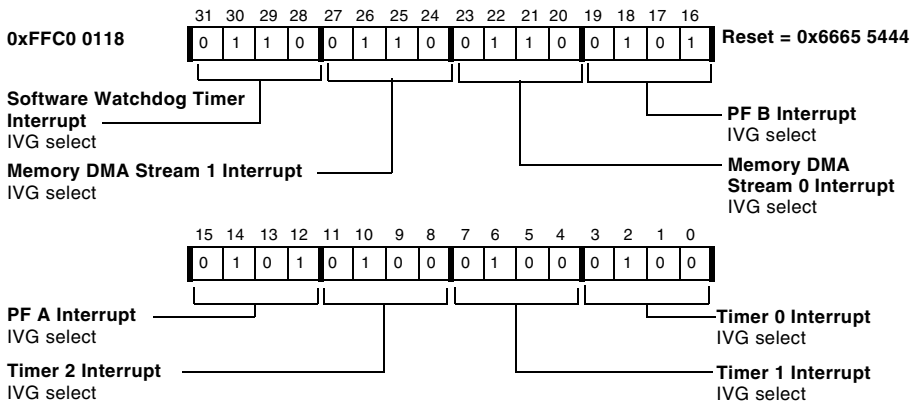 31 30 29 28 27 26 25 24 23 22 21 20 19 18 17 16
0xFFC0 0118
0 1 1 0 0 1 1 0 0 1 1 0 0 1 0 1
Reset = 0x6665 5444
Software Watchdog Timer
Interrupt
IVG select
Memory DMA Stream 1 Interrupt
IVG select
PF B Interrupt
IVG select
Memory DMA
Stream 0 Interrupt
IVG select
15 14 13 12 11 10 9 8 7 6 5 4 3 2 1 0
0 1 0 1 0 1 0 0 0 1 0 0 0 1 0 0
PF A Interrupt
IVG select
Timer 2 Interrupt
IVG select
Timer 0 Interrupt
IVG select
Timer 1 Interrupt
IVG select